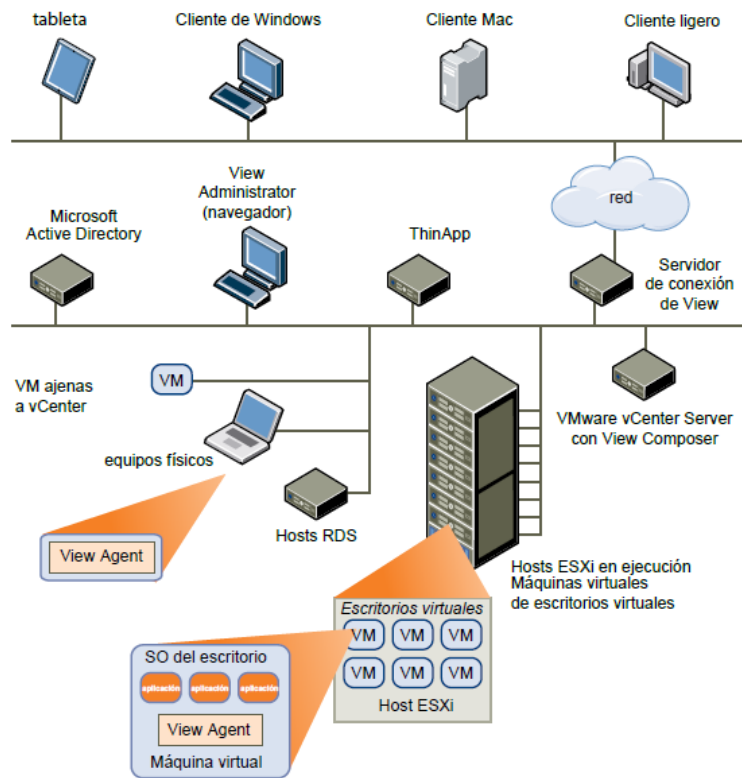 tableta
Cliente de Windows
Cliente Mac
Cliente ligero
red
Microsoft
Active Directory
View
Administrator
(navegador)
ThinApp
Servidor
de conexión
de View
VM ajenas
a vCenter
VM
equipos físicos
View Agent
Hosts RDS
VMware vCenter Server
con View Composer
Hosts ESXi en ejecución
Máquinas virtuales
de escritorios virtuales
Escritorios virtuales
VM VM VM
VM VM VM
Host ESXi
SO del escritorio
aplicación aplicación aplicación
View Agent
Máquina virtual